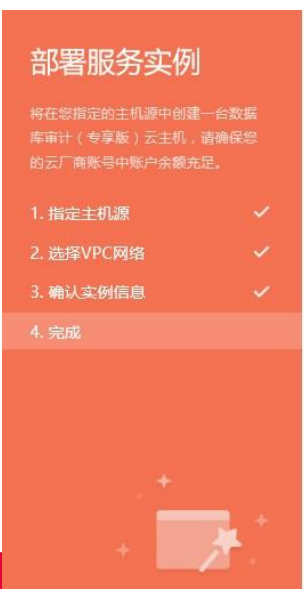 部署服务实例
将在您指定的主机源中创建一台数据
库审计（专享版）云主机，请确保您
的云厂商账号中账户余额充足。
1. 指定主机源
2. 选择VPC网络
3. 确认实例信息
4. 完成